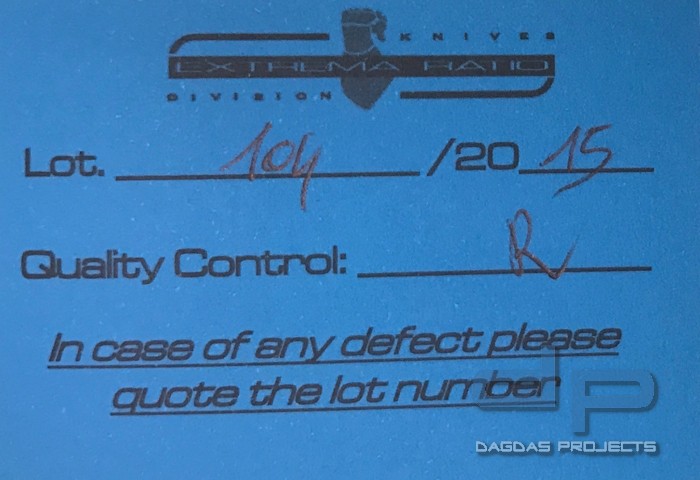 KNIVES
EXTREMA RATIO
DIVISION
Lot. 104 /20 15
Quality Control: R
In case of any defect please
quote the lot number
dp
DAGDAS PROJECTS